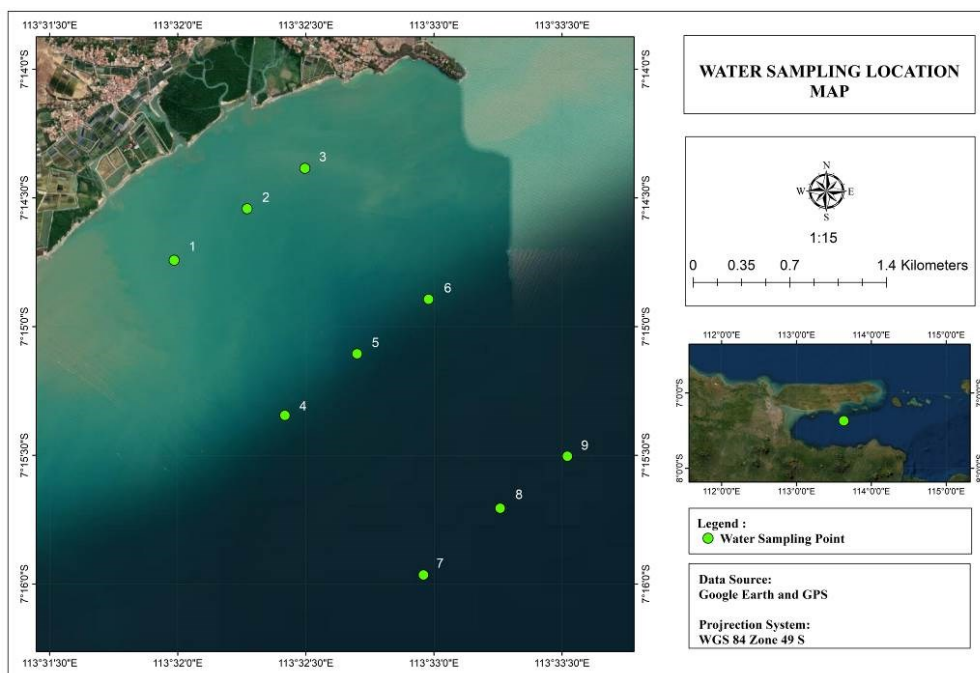 113°31'30"E 113°32'0"E 113°32'30"E 113°33'0"E 113°33'30"E
7°14'0"S
7°14'30"S
7°15'0"S
7°15'30"S
7°16'0"S
3
2
1
6
5
4
9
8
7
7°14'0"S
7°14'30"S
7°15'0"S
7°15'30"S
7°16'0"S
113°31'30"E 113°32'0"E 113°32'30"E 113°33'0"E 113°33'30"E
WATER SAMPLING LOCATION
MAP
N
W E
S
1:15
0 0.35 0.7 1.4 Kilometers
112°0'0"E 113°0'0"E 114°0'0"E 115°0'0"E
7°0'0"S
8°0'0"S
7°0'0"S
8°0'0"S
112°0'0"E 113°0'0"E 114°0'0"E 115°0'0"E
Legend :
Water Sampling Point
Data Source:
Google Earth and GPS
Projrection System:
WGS 84 Zone 49 S